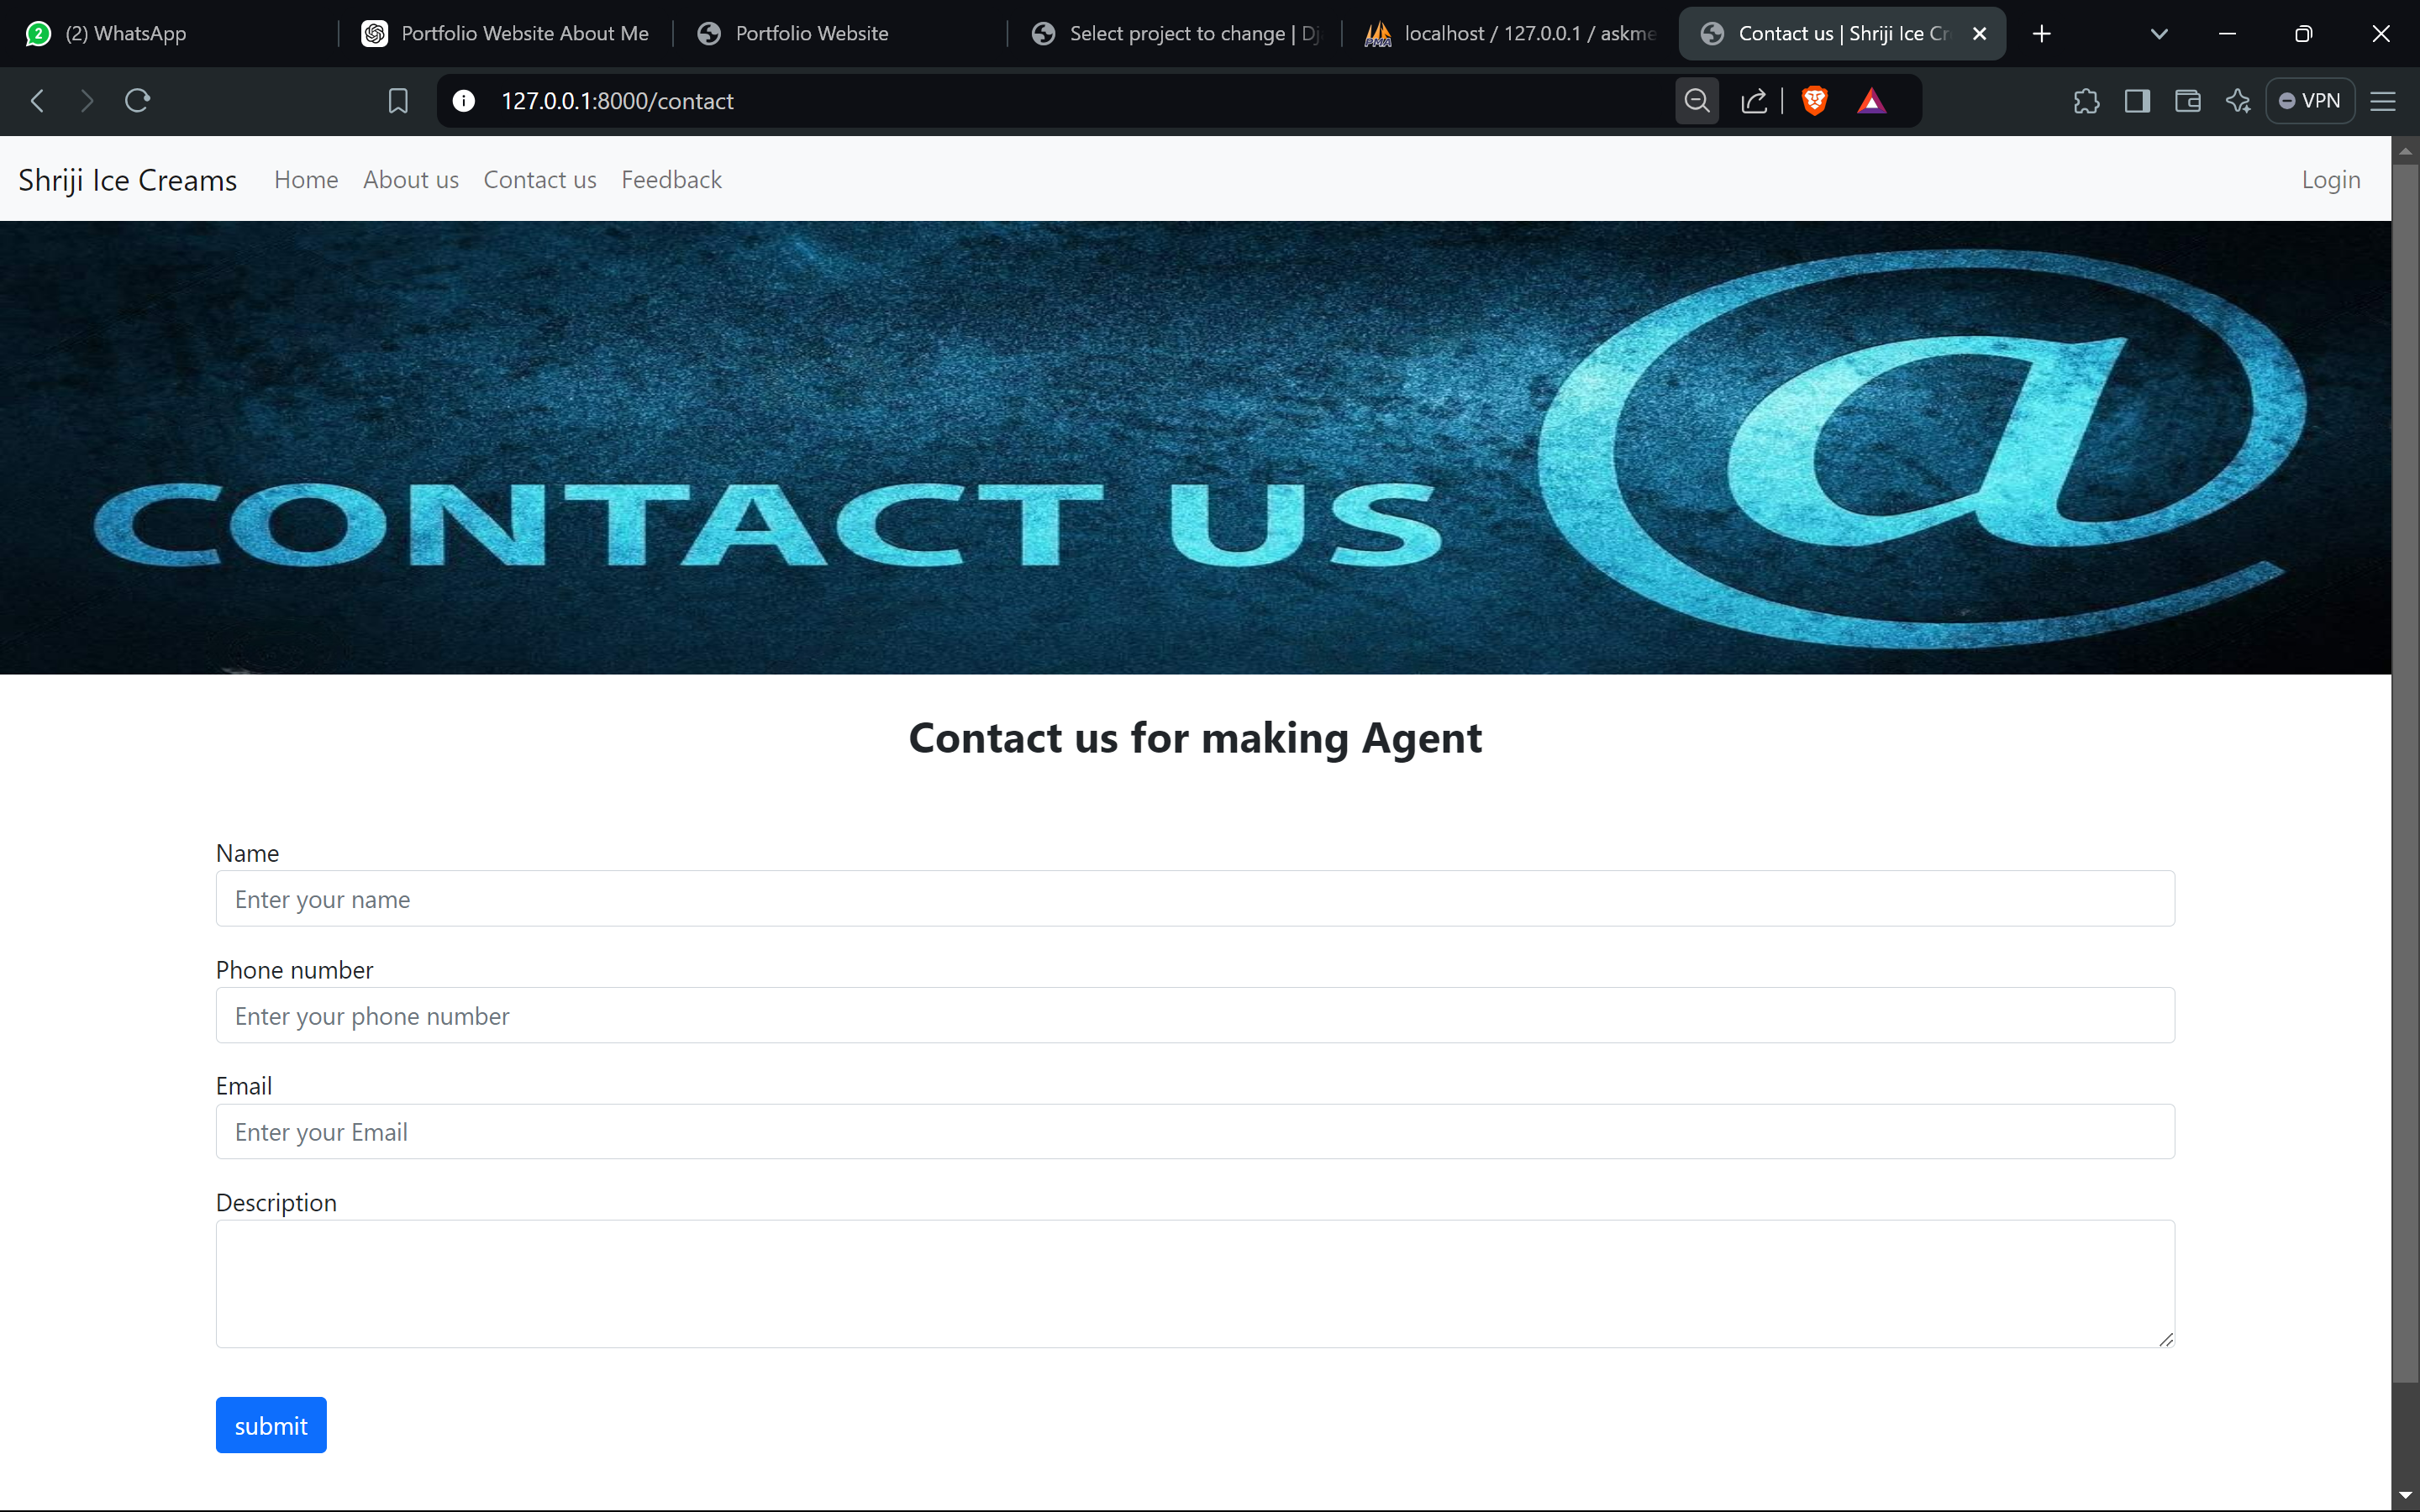 (2) WhatsApp
Portfolio Website About Me
Portfolio Website
Select project to change | Dj
localhost / 127.0.0.1 / askme
Contact us | Shriji Ice Cr
127.0.0.1:8000/contact
VPN
Shriji Ice Creams
Home
About us
Contact us
Feedback
Login
CONTACT US @
Contact us for making Agent
Name
Enter your name
Phone number
Enter your phone number
Email
Enter your Email
Description
submit